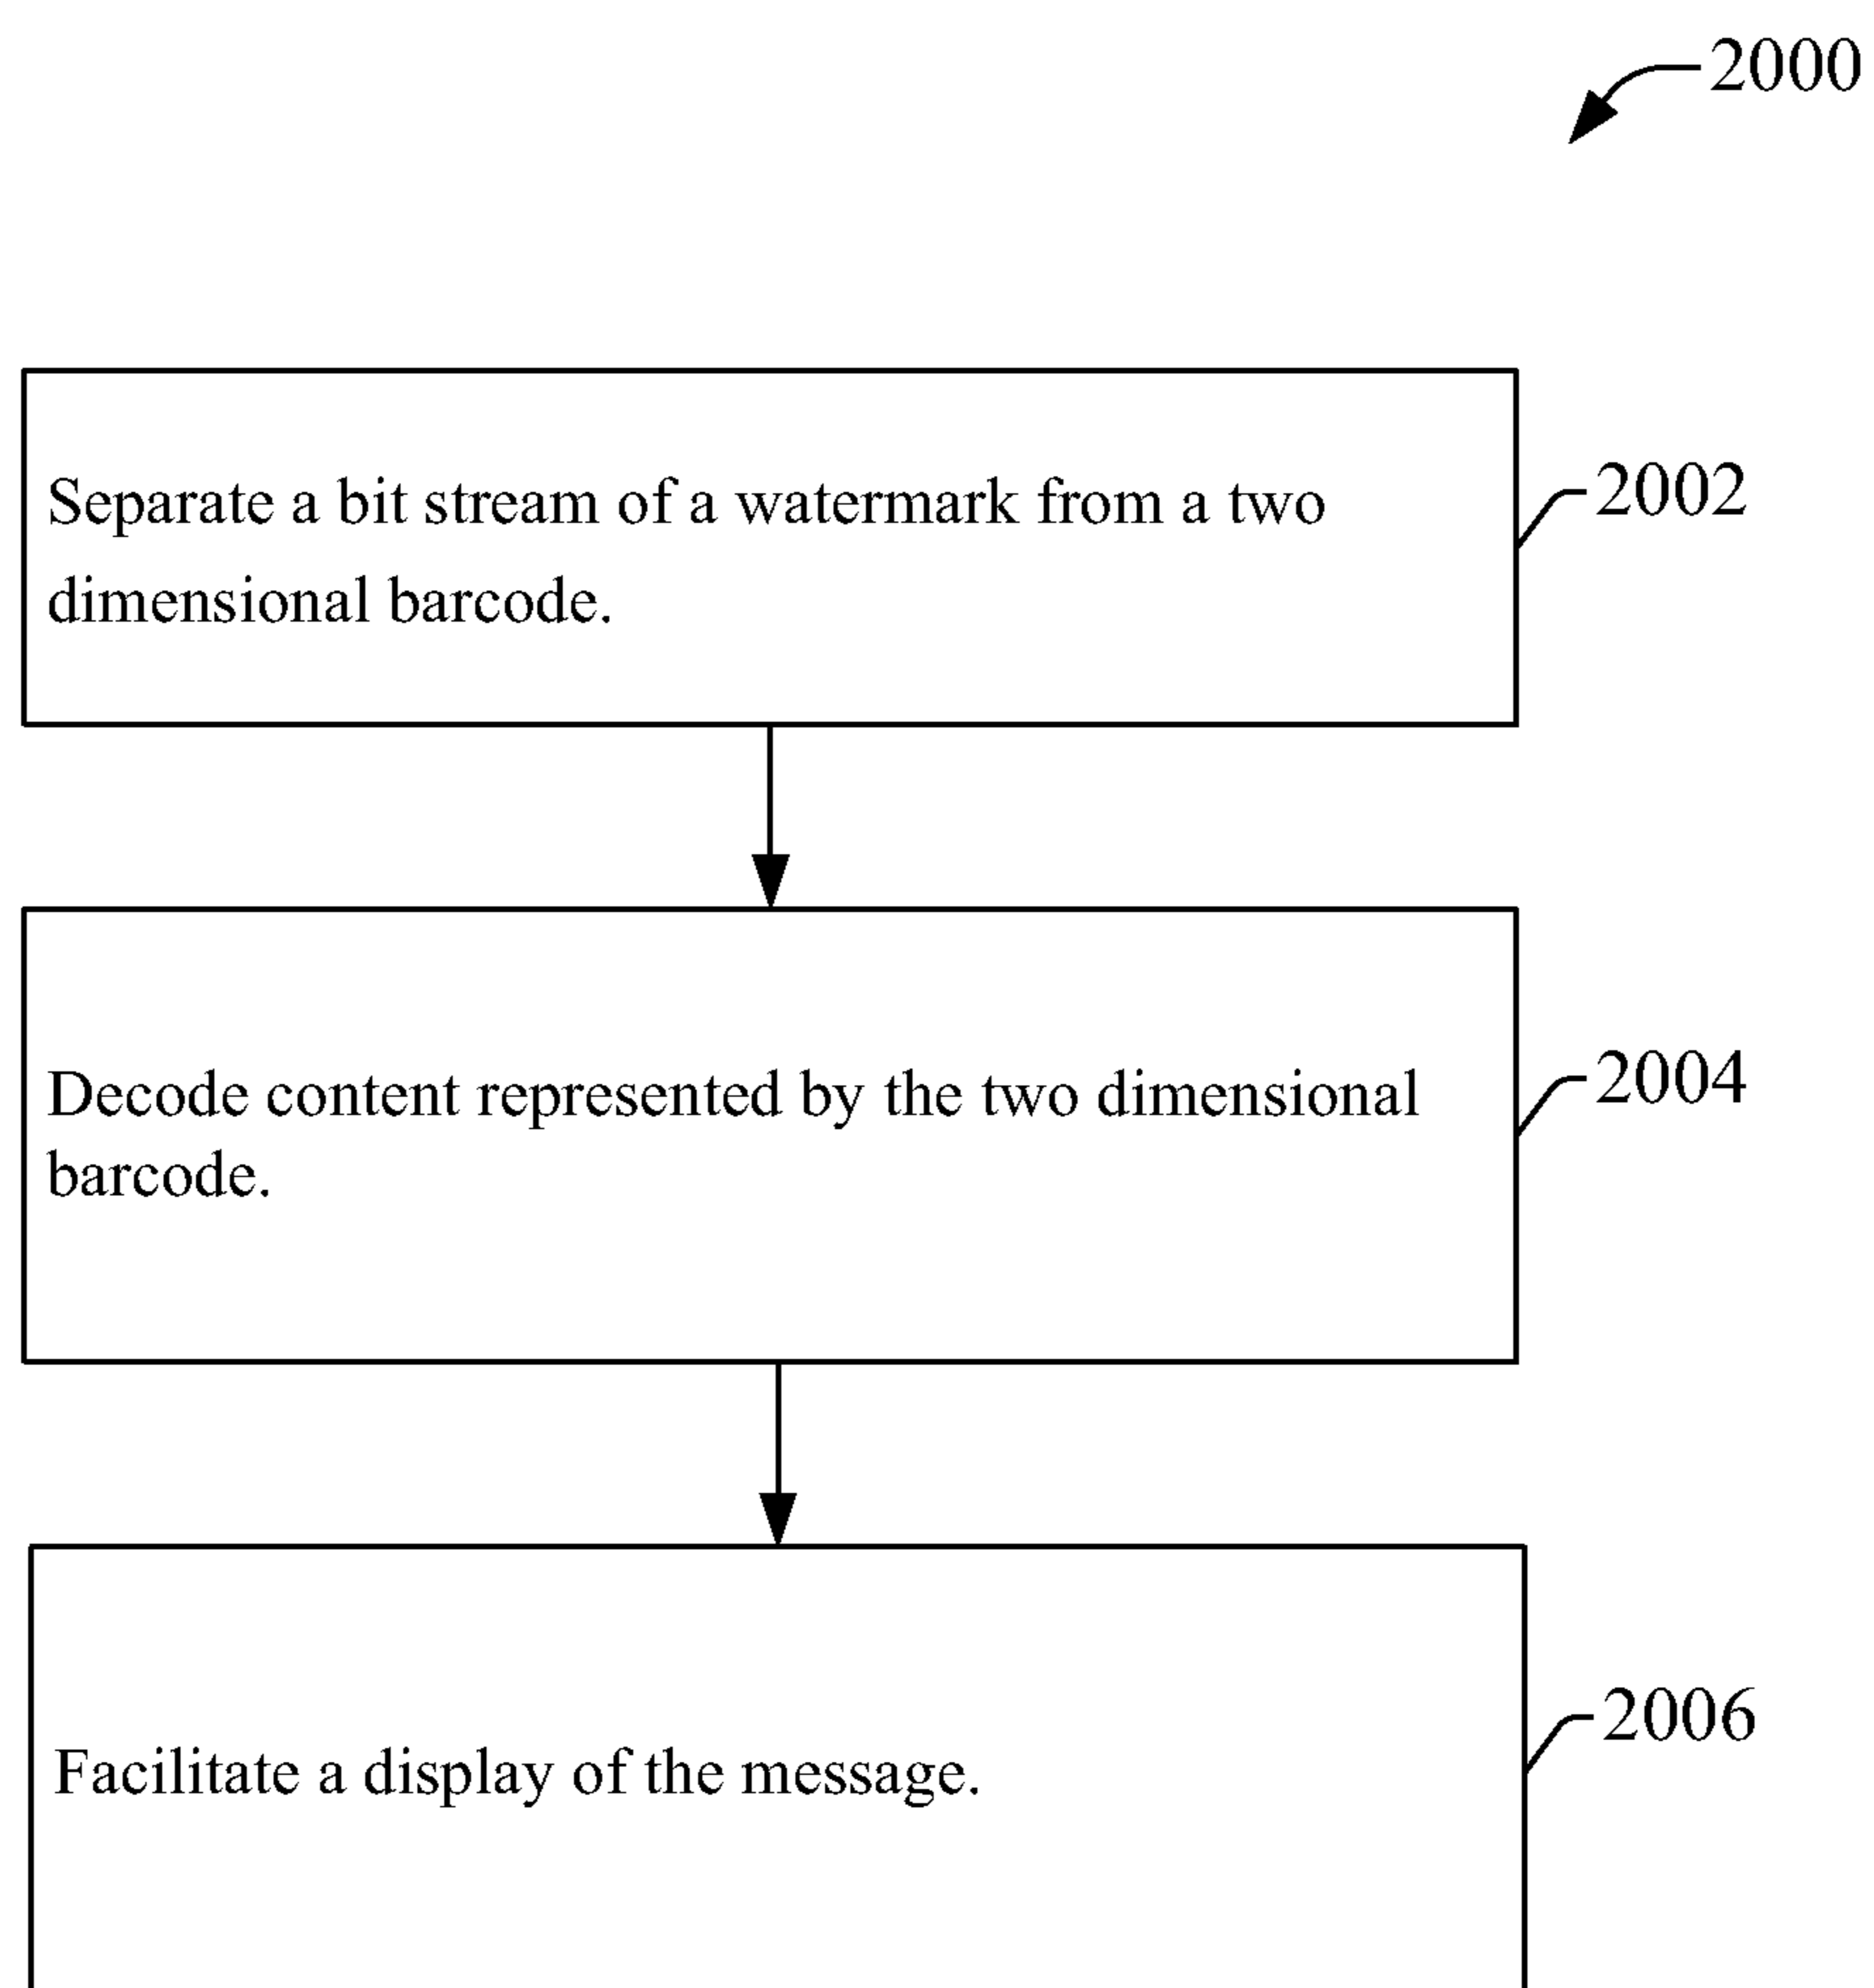 2000
Separate a bit stream of a watermark from a two
dimensional barcode.
2002
Decode content represented by the two dimensional
barcode.
2004
Facilitate a display of the message.
2006